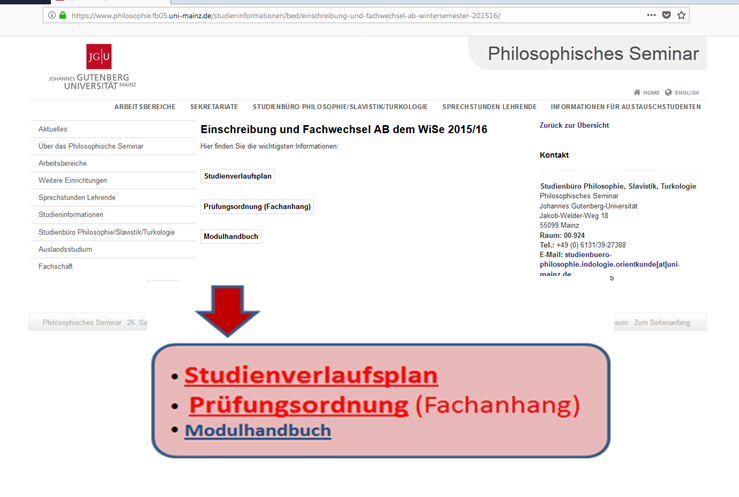 https://www.philosophie.fb05.uni-mainz.de/studieninformationen/bed/einschreibung-und-fachwechsel-ab-wintersemester-201516/
JG|U
JOHANNES GUTENBERG
UNIVERSITÄT MAINZ
Philosophisches Seminar
HOME ENGLISH
ARBEITSBEREICHE SEKRETARIATE STUDIENBÜRO PHILOSOPHIE/SLAVISTIK/TURKOLOGIE SPRECHSTUNDEN LEHRENDE INFORMATIONEN FÜR AUSTAUSCHSTUDENTEN
Aktuelles
Über das Philosophische Seminar
Arbeitsbereiche
Weitere Einrichtungen
Sprechstunden Lehrende
Studieninformationen
Studienbüro Philosophie/Slavistik/Turkologie
Auslandsstudium
Fachschaft
Einschreibung und Fachwechsel AB dem WiSe 2015/16
Hier finden Sie die wichtigsten Informationen:
Studienverlaufsplan
Prüfungsordnung (Fachanhang)
Modulhandbuch
Zurück zur Übersicht
Kontakt
Studienbüro Philosophie, Slavistik, Turkologie
Philosophisches Seminar
Johannes Gutenberg-Universität
Jakob-Welder-Weg 18
55099 Mainz
Raum: 00-924
Tel.: +49 (0) 6131/39-27388
E-Mail: studienbuero-
philosophie.indologie.orientkunde[at]uni-
mainz.de
Philosophisches Seminar 26. Se
sum Zum Seitenanfang
• Studienverlaufsplan
• Prüfungsordnung (Fachanhang)
• Modulhandbuch